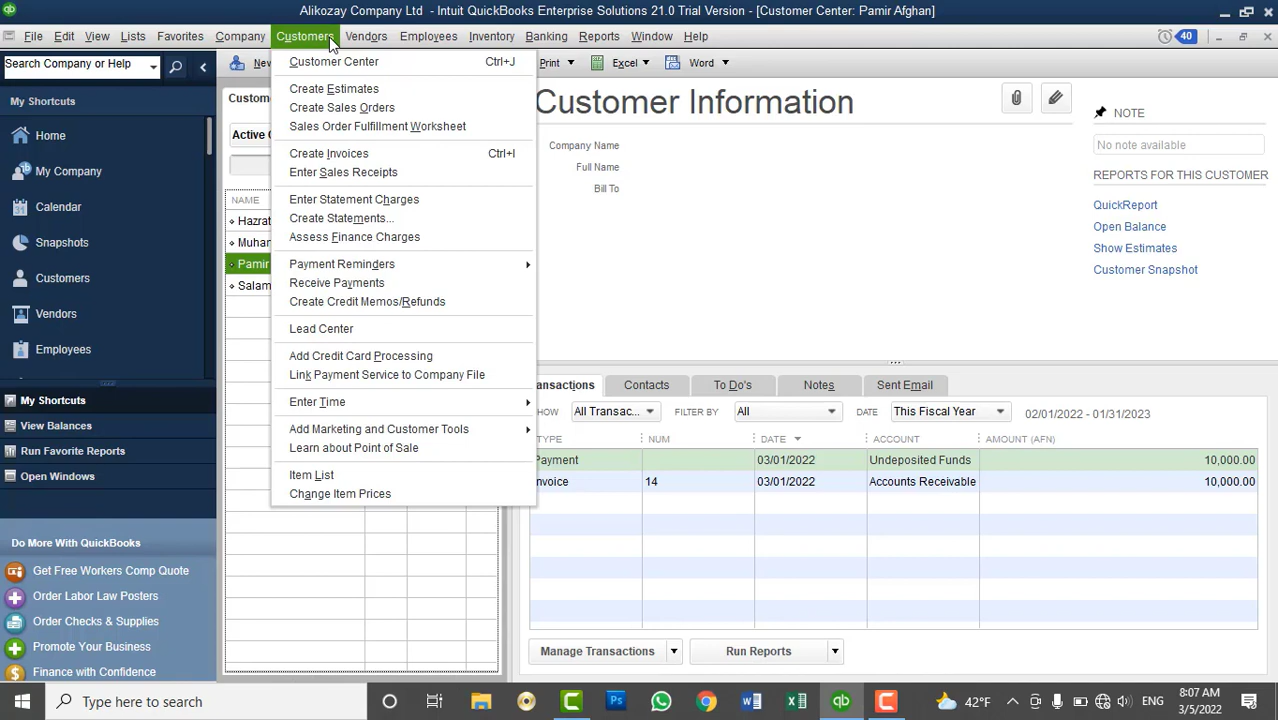 Alikozay Company Ltd - Intuit QuickBooks Enterprise Solutions 21.0 Trial Version - [Customer Center: Pamir Afghan]
File Edit View Lists Favorites Company Customers Vendors Employees Inventory Banking Reports Window Help 40
Search Company or Help
Print Excel Word
My Shortcuts
Home
My Company
Calendar
Snapshots
Customers
Vendors
Employees
My Shortcuts
View Balances
Run Favorite Reports
Open Windows
Do More With QuickBooks
Get Free Workers Comp Quote
Order Labor Law Posters
Order Checks & Supplies
Promote Your Business
Finance with Confidence
NAME
Hazrat
Pamir
Customer Center Ctrl+J
Create Estimates
Create Sales Orders
Sales Order Fulfillment Worksheet
Create Invoices Ctrl+I
Enter Sales Receipts
Enter Statement Charges
Create Statements...
Assess Finance Charges
Payment Reminders
Receive Payments
Create Credit Memos/Refunds
Lead Center
Add Credit Card Processing
Link Payment Service to Company File
Enter Time
Add Marketing and Customer Tools
Learn about Point of Sale
Item List
Change Item Prices
Customer Information
Company Name
Full Name
Bill To
NOTE
No note available
REPORTS FOR THIS CUSTOMER
QuickReport
Open Balance
Show Estimates
Customer Snapshot
Contacts To Do's Notes Sent Email
All Transac... FILTER BY All DATE This Fiscal Year 02/01/2022 - 01/31/2023
NUM DATE ACCOUNT AMOUNT (AFN)
Payment 03/01/2022 Undeposited Funds 10,000.00
14 03/01/2022 Accounts Receivable 10,000.00
Manage Transactions Run Reports
Type here to search
42°F ENG 8:07 AM
3/5/2022